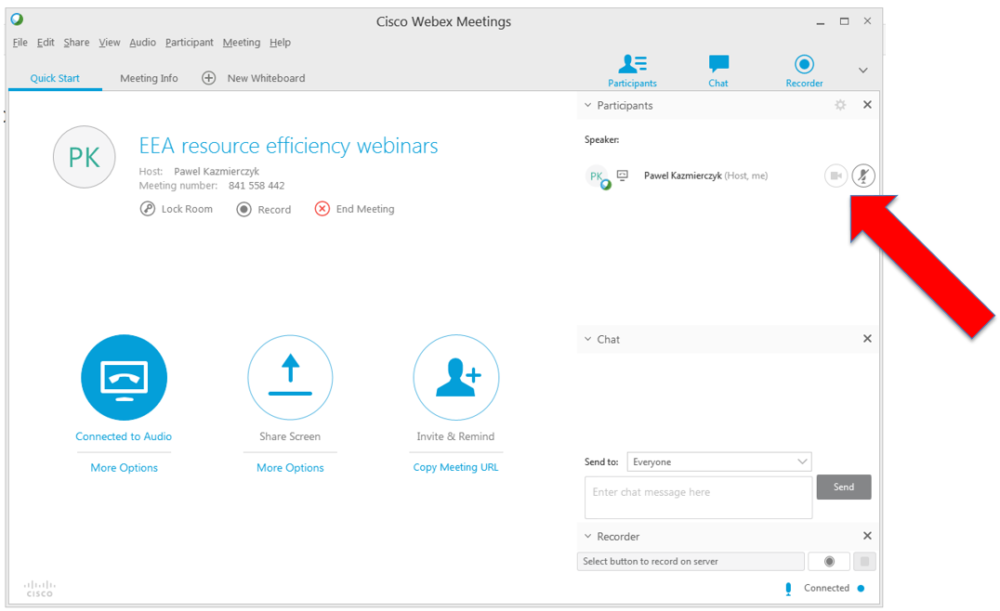 Cisco Webex Meetings
File Edit Share View Audio Participant Meeting Help
Quick Start Meeting Info New Whiteboard
Participants Chat Recorder
Participants
Speaker:
PK Pawel Kazmierczyk (Host, me)
PK
EEA resource efficiency webinars
Host: Pawel Kazmierczyk
Meeting number: 841 558 442
Lock Room Record End Meeting
Connected to Audio Share Screen Invite & Remind
More Options More Options Copy Meeting URL
Chat
Send to: Everyone
Enter chat message here
Send
Recorder
Select button to record on server
Connected
CISCO